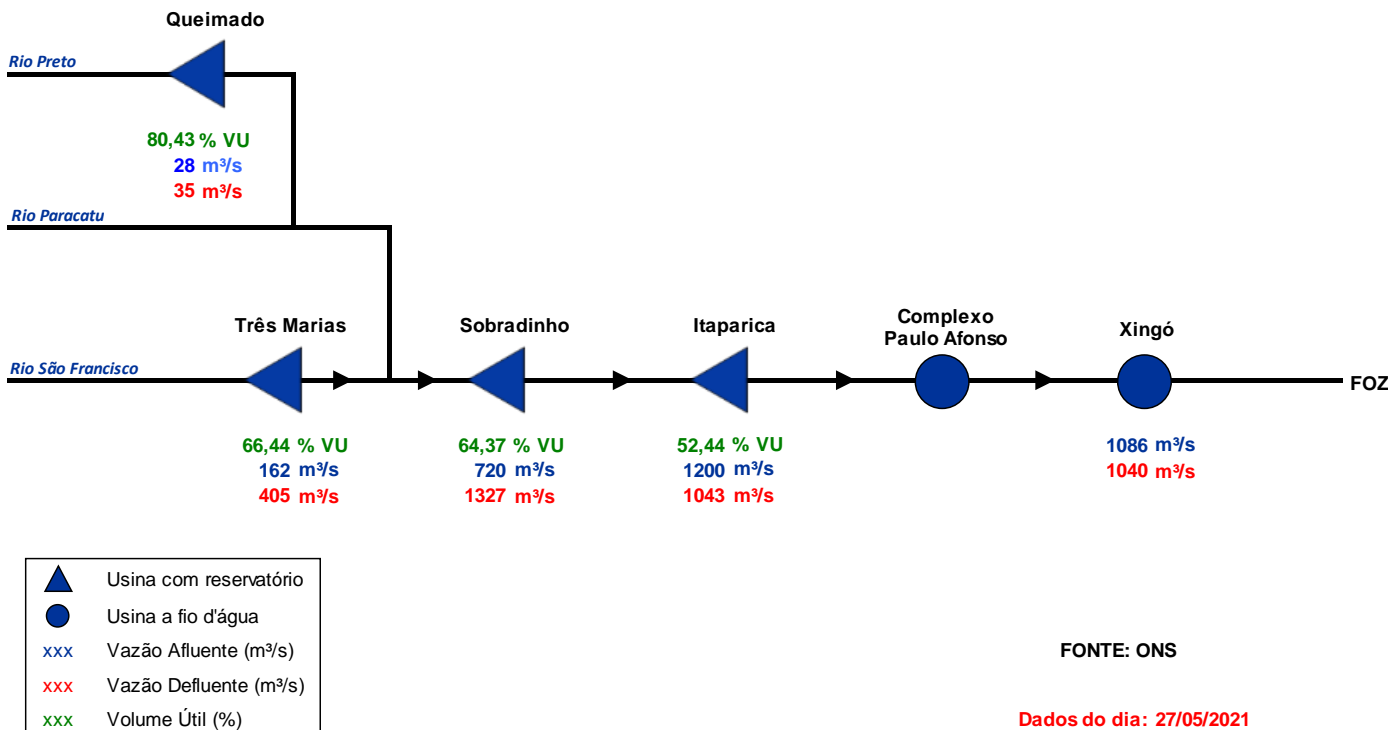 Queimado
Rio Preto
80,43 % VU
28 m³/s
35 m³/s
Rio Paracatu
Três Marias
Sobradinho
Itaparica
Complexo
Paulo Afonso
Xingó
Rio São Francisco
FOZ
66,44 % VU
162 m³/s
405 m³/s
64,37 % VU
720 m³/s
1327 m³/s
52,44 % VU
1200 m³/s
1043 m³/s
1086 m³/s
1040 m³/s
Usina com reservatório
Usina a fio d'água
xxx Vazão Afluente (m³/s)
xxx Vazão Defluente (m³/s)
xxx Volume Útil (%)
FONTE: ONS
Dados do dia: 27/05/2021